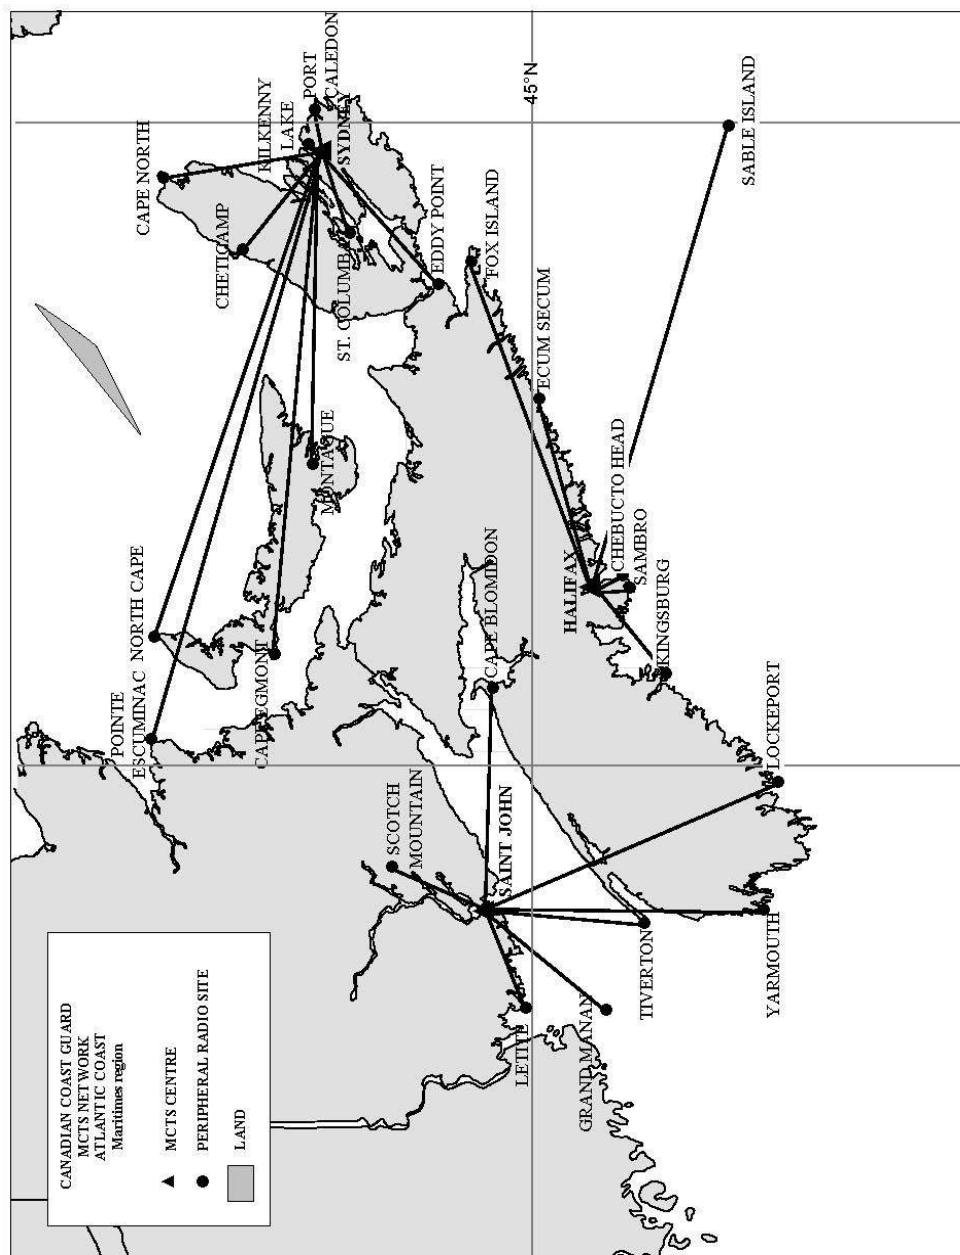 CANADIAN COAST GUARD
MCTS NETWORK
ATLANTIC COAST
Maritimes region
MCTS CENTRE
PERIPHERAL RADIO SITE
LAND
POINTE
ESCUMINAC
NORTH CAPE
CAPE NORTH
CHETICAMP
KILKENNY
LAKE
PORT
CALEDON
SYDNEY
ST. COLUMBA
CAPE EGMONT
MONTAGUE
EDDY POINT
FOX ISLAND
SCOTCH
MOUNTAIN
SAINT JOHN
CAPE BLOMIDON
ECUM SECUM
45°N
LETITE
GRAND MANAN
TIVERTON
HALIFAX
CHEBUCTO HEAD
SAMBRO
KINGSBURG
YARMOUTH
LOCKEPORT
SABLE ISLAND